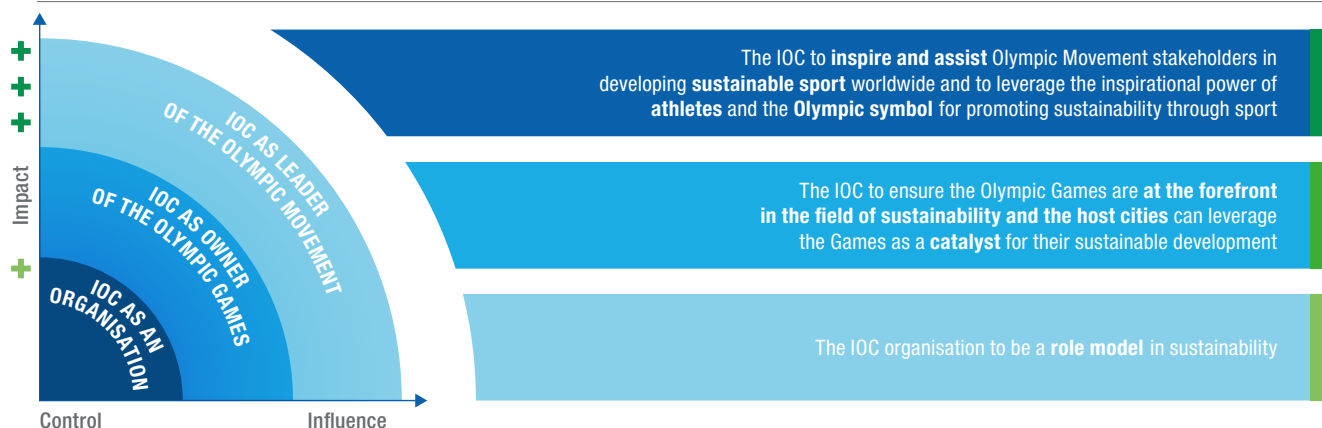 Impact
IOC AS LEADER
OF THE OLYMPIC MOVEMENT
IOC AS OWNER
OF THE OLYMPIC GAMES
IOC AS AN
ORGANISATION
Control
Influence
The IOC to inspire and assist Olympic Movement stakeholders in
developing sustainable sport worldwide and to leverage the inspirational power of
athletes and the Olympic symbol for promoting sustainability through sport
The IOC to ensure the Olympic Games are at the forefront
in the field of sustainability and the host cities can leverage
the Games as a catalyst for their sustainable development
The IOC organisation to be a role model in sustainability